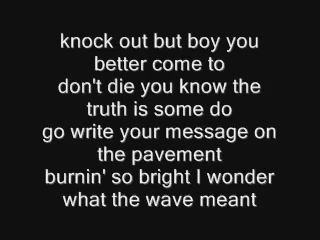 knock out but boy you
better come to
don't die you know the
truth is some do
go write your message on
the pavement
burnin' so bright I wonder
what the wave meant